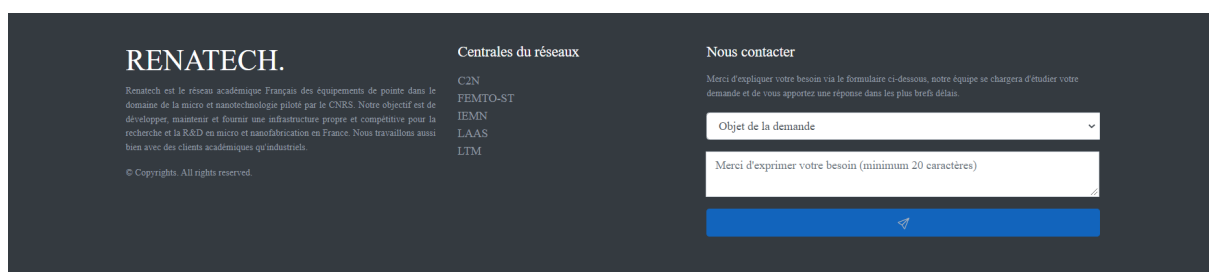 RENATECH.
Renatech est le réseau académique Français des équipements de pointe dans le
domaine de la micro et nanotechnologie piloté par le CNRS. Notre objectif est de
développer, maintenir et fournir une infrastructure propre et compétitive pour la
recherche et la R&D en micro et nanofabrication en France. Nous travaillons aussi
bien avec des clients académiques qu'industriels.
© Copyrights. All rights reserved.
Centrales du réseaux
C2N
FEMTO-ST
IEMN
LAAS
LTM
Nous contacter
Merci d'expliquer votre besoin via le formulaire ci-dessous, notre équipe se chargera d'étudier votre
demande et de vous apportez une réponse dans les plus brefs délais.
Objet de la demande
Merci d'exprimer votre besoin (minimum 20 caractères)